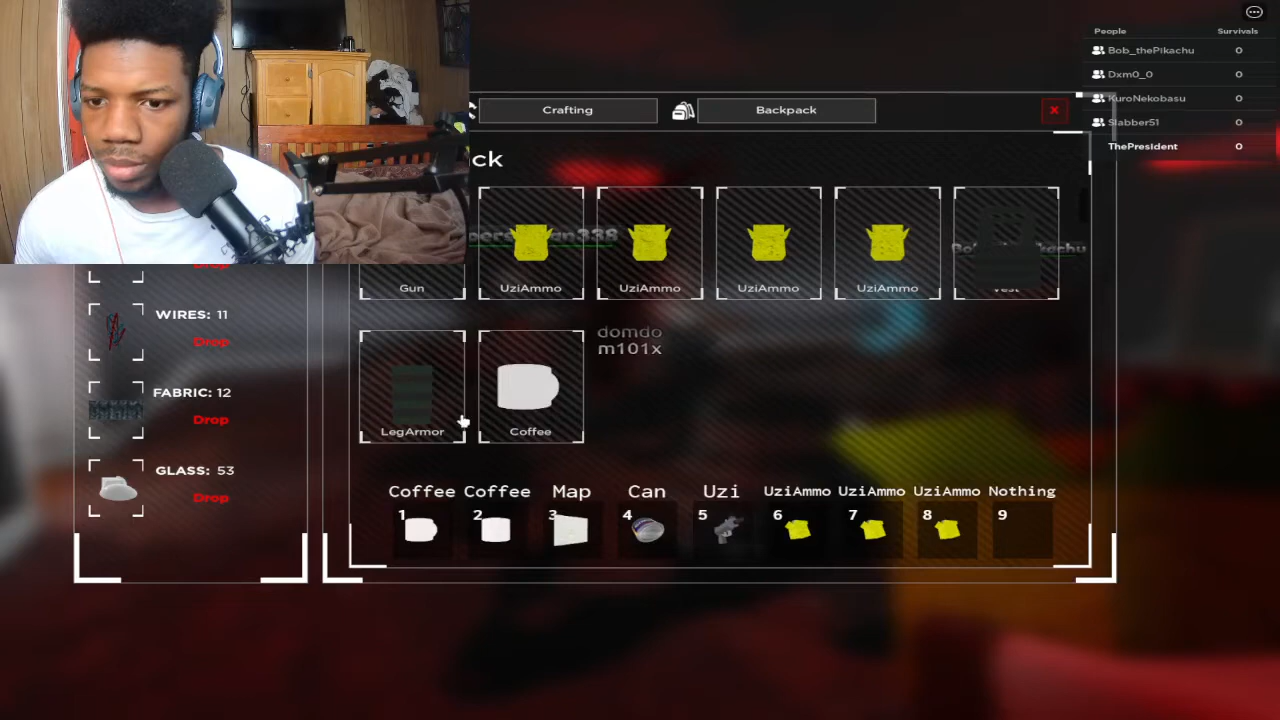 People Survivals
Bob_thePikachu 0
Dxm0_0 0
KuroNekobasu 0
Slabber51 0
ThePresident 0
Crafting
Backpack
x
ck
Gun
UziAmmo
UziAmmo
UziAmmo
UziAmmo
Vest
domdo
m101x
LegArmor
Coffee
Drop
WIRES: 11
Drop
FABRIC: 12
Drop
GLASS: 53
Drop
Coffee Coffee Map Can Uzi UziAmmo UziAmmo UziAmmo Nothing
1 2 3 4 5 6 7 8 9